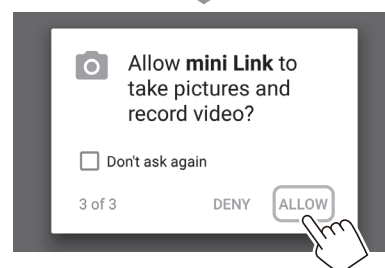 Allow mini Link to
take pictures and
record video?
Don't ask again
3 of 3 DENY ALLOW